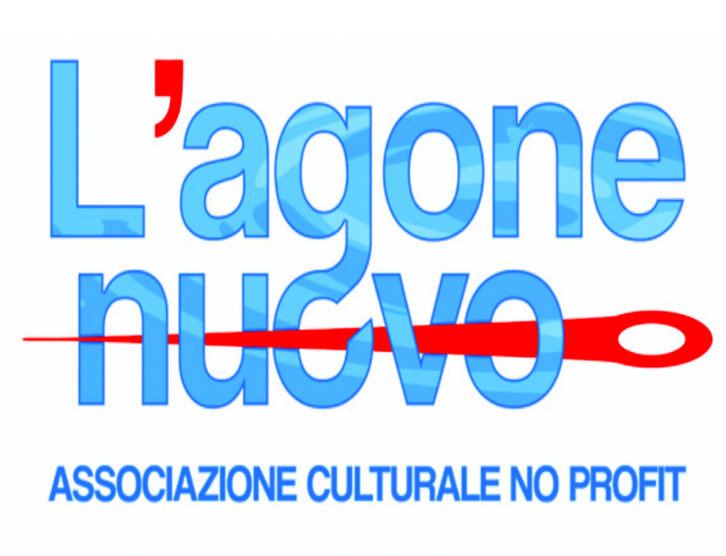 L'agone
nuovo
ASSOCIAZIONE CULTURALE NO PROFIT